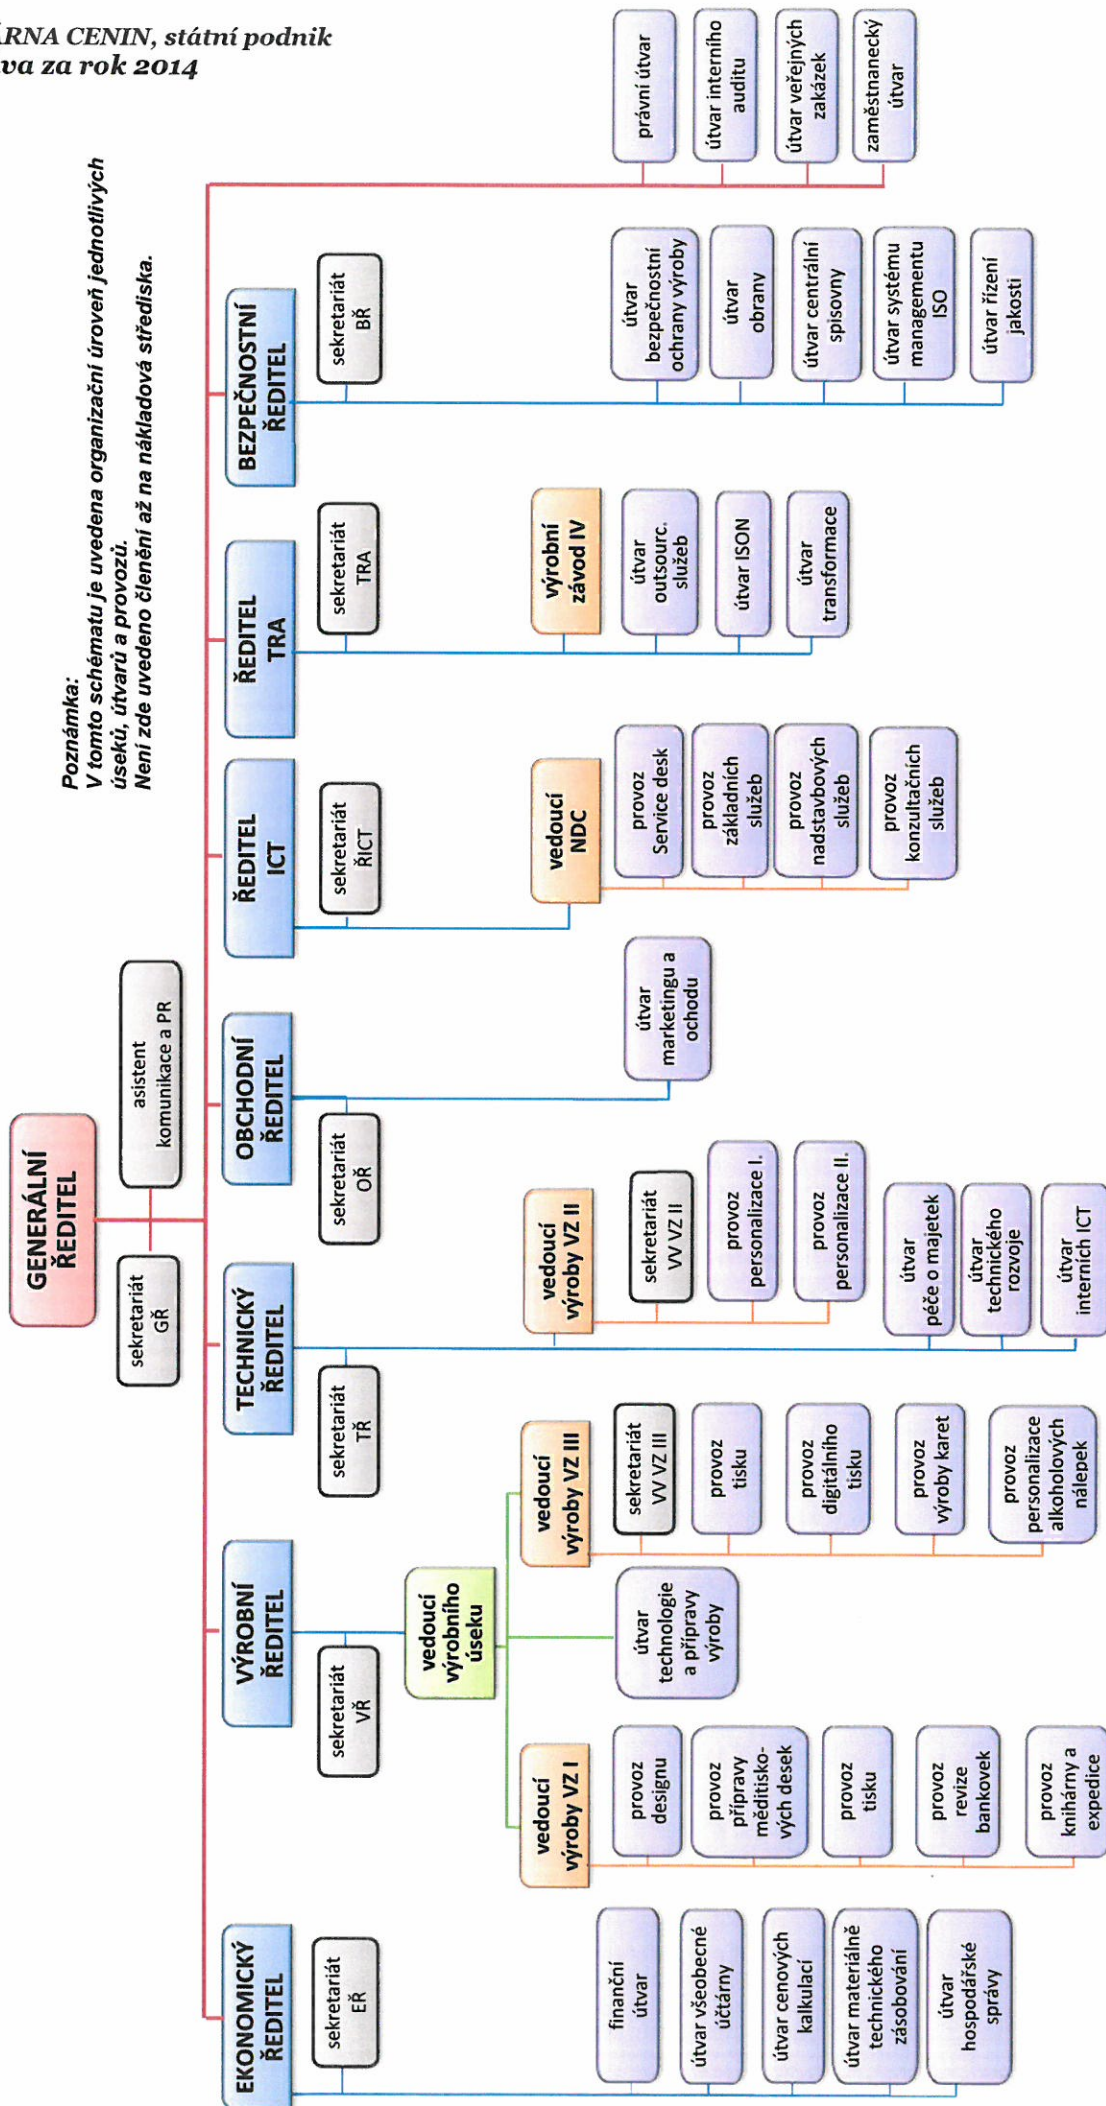 ÁRNA CENIN, státní podnik
va za rok 2014
Poznámka:
V tomto schématu je uvedena organizační úroveň jednotlivých
úseků, útvarů a provozů.
Není zde uvedeno členění až na nákladová střediska.
GENERÁLNÍ
ŘEDITEL
sekretariát
GŘ
asistent
komunikace a PR
EKONOMICKÝ
ŘEDITEL
sekretariát
EŘ
finanční
útvar
útvar všeobecné
účtárny
útvar cenových
kalkulací
útvar materiálně
technického
zásobování
útvar
hospodářské
správy
VÝROBNÍ
ŘEDITEL
sekretariát
VŘ
vedoucí
výrobního
úseku
vedoucí
výroby VZ I
provoz
designu
provoz
přípravy
měditisko-
vých desek
provoz
tisku
provoz
revize
bankovek
provoz
knihárny a
expedice
útvar
technologie
a přípravy
výroby
vedoucí
výroby VZ III
sekretariát
VV VZ III
provoz
tisku
provoz
digitálního
tisku
provoz
výroby karet
provoz
personalizace
alkoholových
nálepek
TECHNICKÝ
ŘEDITEL
sekretariát
TŘ
vedoucí
výroby VZ II
sekretariát
VV VZ II
provoz
personalizace I.
provoz
personalizace II.
útvar
péče o majetek
útvar
technického
rozvoje
útvar
interních ICT
OBCHODNÍ
ŘEDITEL
sekretariát
OŘ
útvar
marketingu a
ochodu
ŘEDITEL
ICT
sekretariát
ŘICT
vedoucí
NDC
provoz
Service desk
provoz
základních
služeb
provoz
nadstavbových
služeb
provoz
konzultačních
služeb
ŘEDITEL
TRA
sekretariát
TRA
výrobní
závod IV
útvar
outsourc.
služeb
útvar ISON
útvar
transformace
BEZPEČNOSTNÍ
ŘEDITEL
sekretariát
BŘ
útvar
bezpečnostní
ochrany výroby
útvar
obrany
útvar centrální
spisovny
útvar systému
managementu
ISO
útvar řízení
jakosti
právní útvar
útvar interního
auditu
útvar veřejných
zakázek
zaměstnanecký
útvar